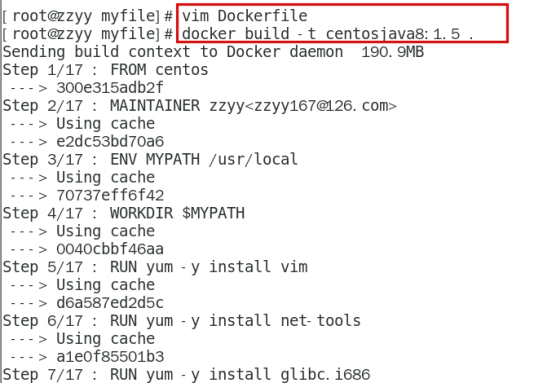 [root@zzyy myfile]# vim Dockerfile
[root@zzyy myfile]# docker build -t centosjava8:1.5 .
Sending build context to Docker daemon  190.9MB
Step 1/17 : FROM centos
 ---> 300e315adb2f
Step 2/17 : MAINTAINER zzyy<zzyy167@126.com>
 ---> Using cache
 ---> e2dc53bd70a6
Step 3/17 : ENV MYPATH /usr/local
 ---> Using cache
 ---> 70737eff6f42
Step 4/17 : WORKDIR $MYPATH
 ---> Using cache
 ---> 0040cbbf46aa
Step 5/17 : RUN yum -y install vim
 ---> Using cache
 ---> d6a587ed2d5c
Step 6/17 : RUN yum -y install net-tools
 ---> Using cache
 ---> a1e0f85501b3
Step 7/17 : RUN yum -y install glibc.i686